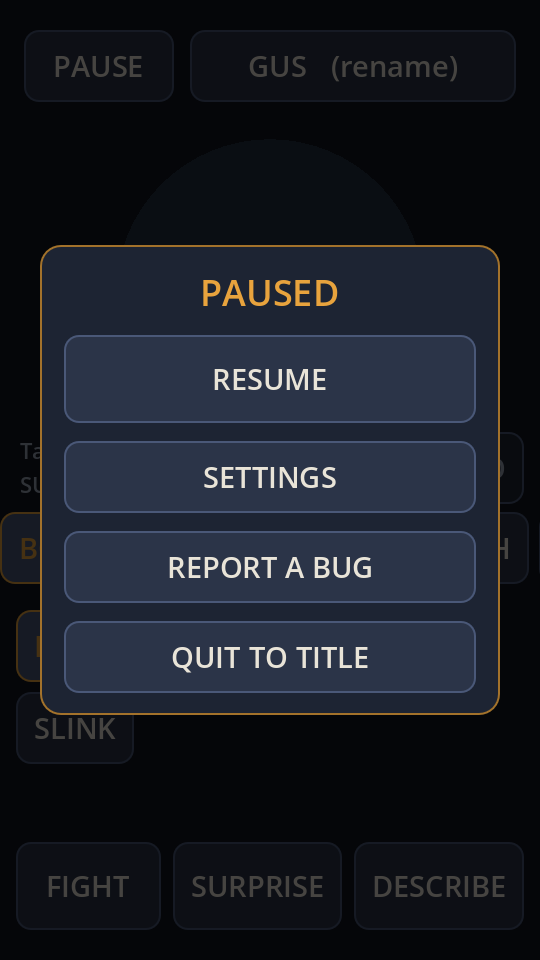 PAUSE
GUS (rename)
PAUSED
RESUME
SETTINGS
REPORT A BUG
QUIT TO TITLE
SLINK
FIGHT
SURPRISE
DESCRIBE